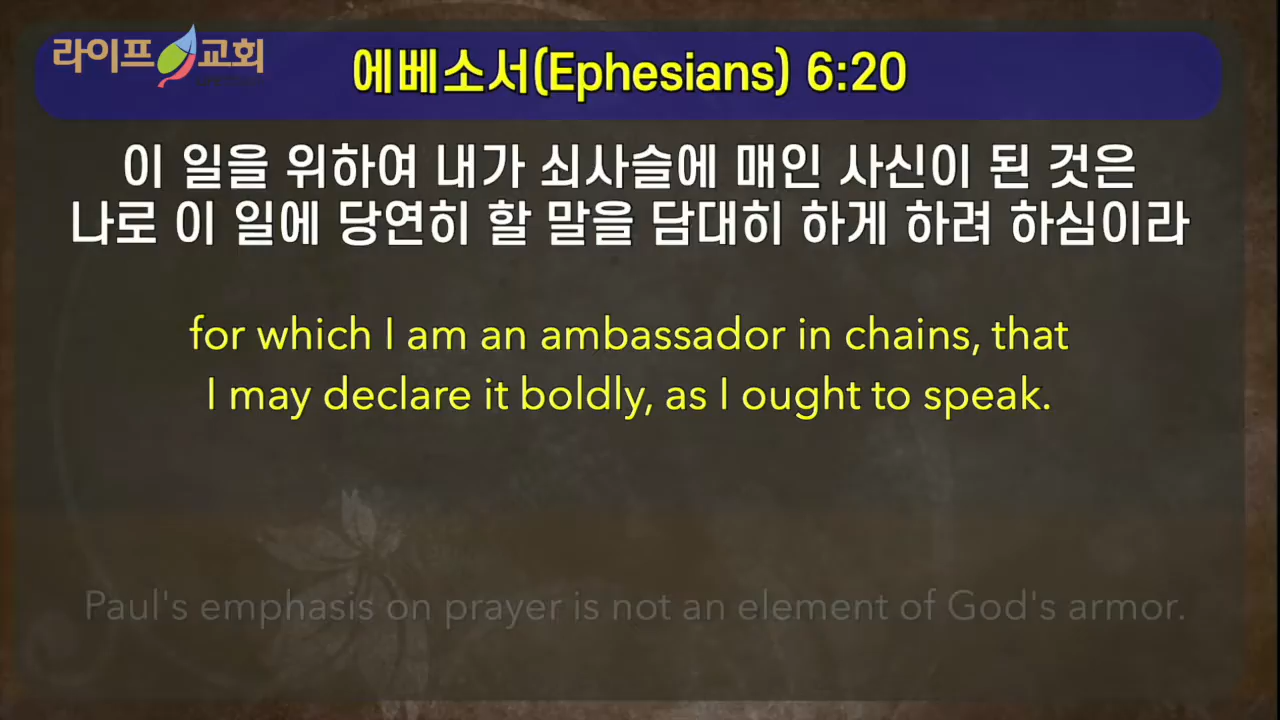 라이프교회
에베소서(Ephesians) 6:20
이 일을 위하여 내가 쇠사슬에 매인 사신이 된 것은
나로 이 일에 당연히 할 말을 담대히 하게 하려 하심이라
for which I am an ambassador in chains, that
I may declare it boldly, as I ought to speak.
Paul's emphasis on prayer is not an element of God's armor.